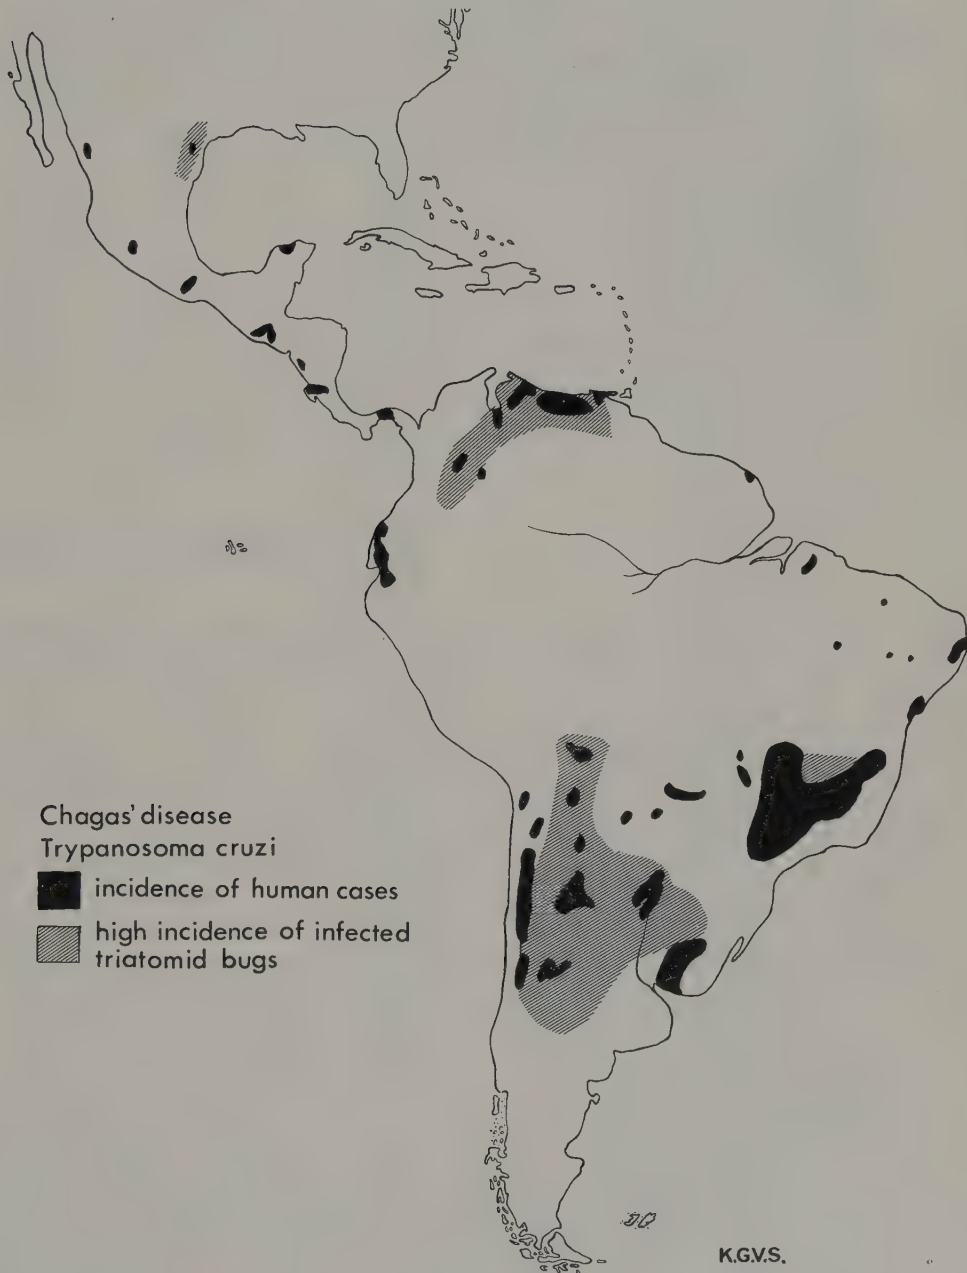 Chagas' disease
Trypanosoma cruzi
incidence of human cases
high incidence of infected
triatomid bugs
K.G.V.S.